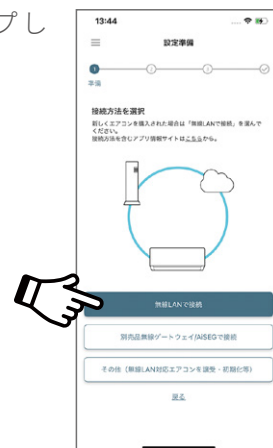 プし
13:44
設定準備
1
2
3
準備
接続方法を選択
新しくエアコンを購入された場合は「無線LANで接続」を選んで
ください。
接続方法を含むアプリ情報サイトはこちらから。
無線LANで接続
別売品無線ゲートウェイ/AiSEGで接続
その他（無線LAN対応エアコンを譲受・初期化等）
戻る